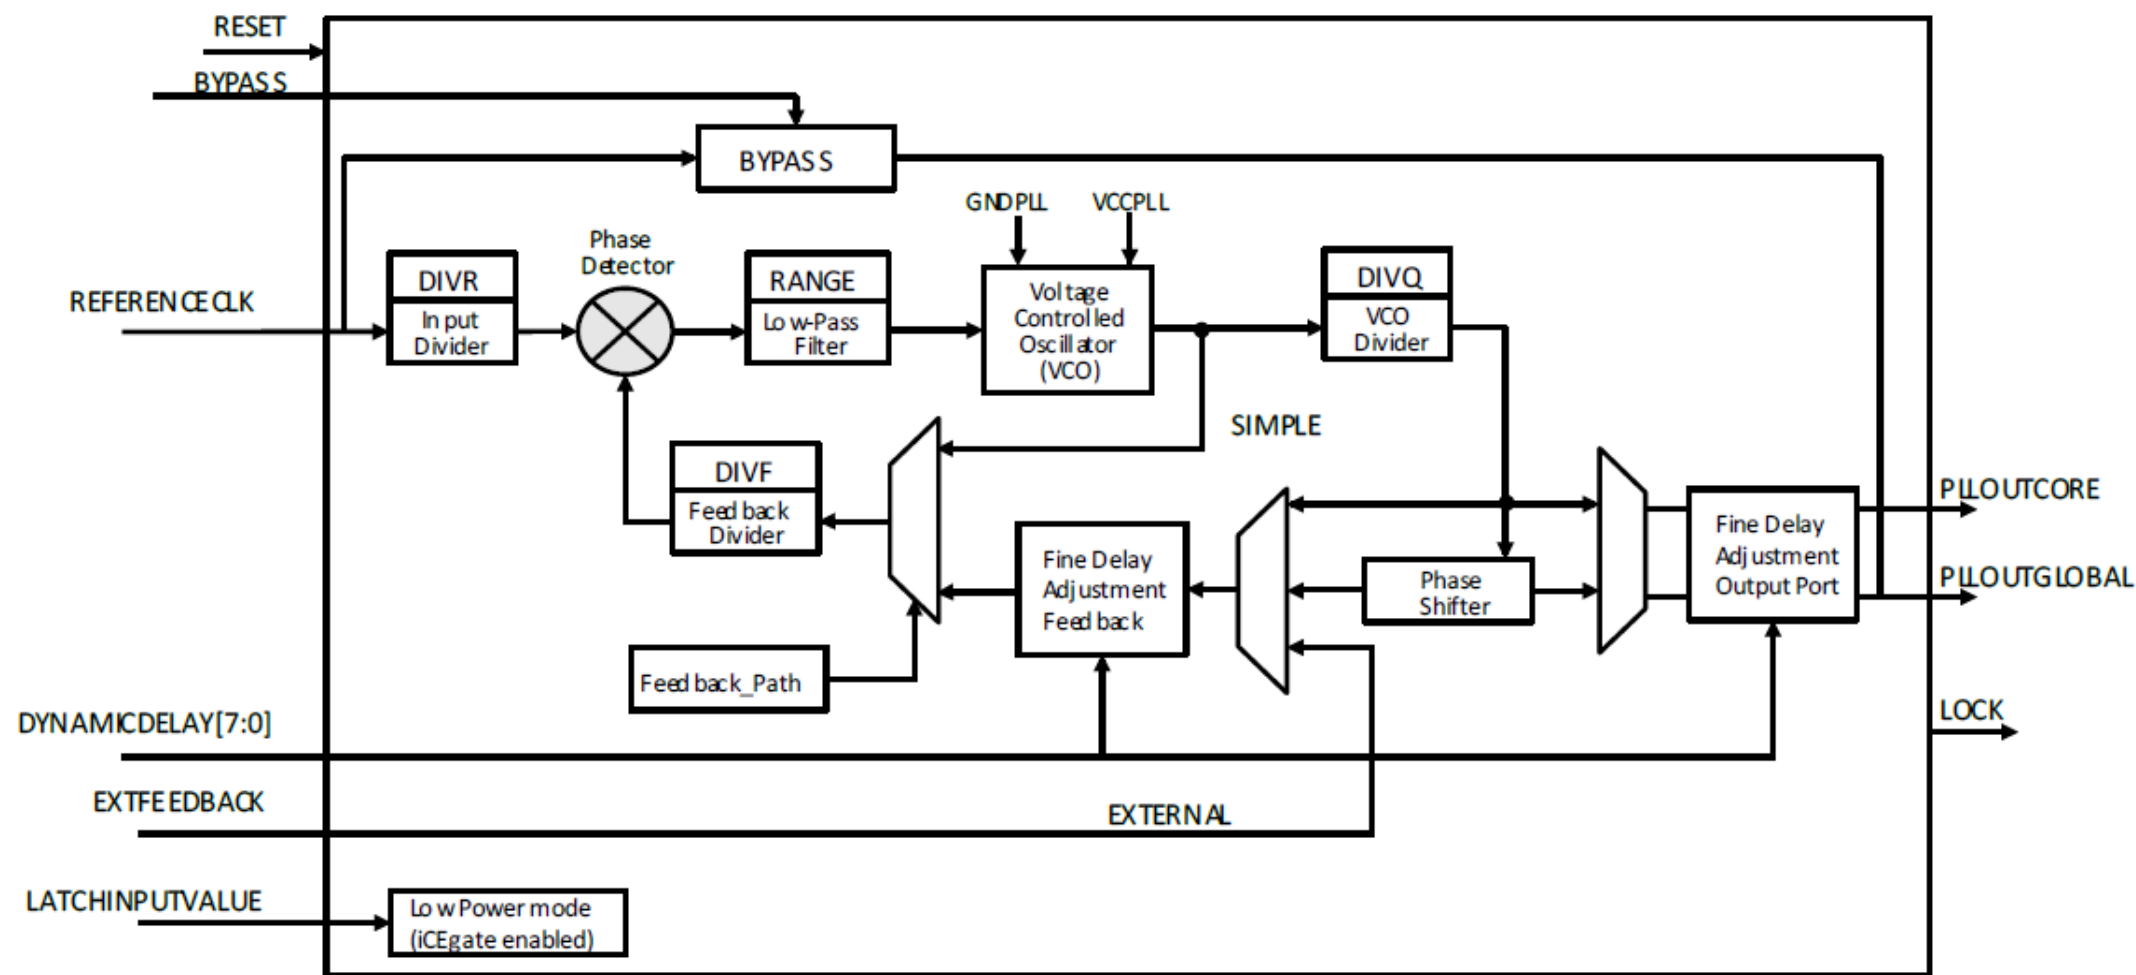 RESET
BYPASS
BYPASS
GNDPLL
VCCPLL
Phase
Detector
DIVR
Input
Divider
RANGE
Low-Pass
Filter
Voltage
Controlled
Oscillator
(VCO)
DIVQ
VCO
Divider
REFERENCECLK
SIMPLE
DIVF
Feedback
Divider
Fine Delay
Adjustment
Feedback
Phase
Shifter
Fine Delay
Adjustment
Output Port
PLLOUTCORE
PLLOUTGLOBAL
Feedback_Path
DYNAMICDELAY[7:0]
LOCK
EXTFEEDBACK
EXTERNAL
LATCHINPUTVALUE
Low Power mode
(iCEgate enabled)